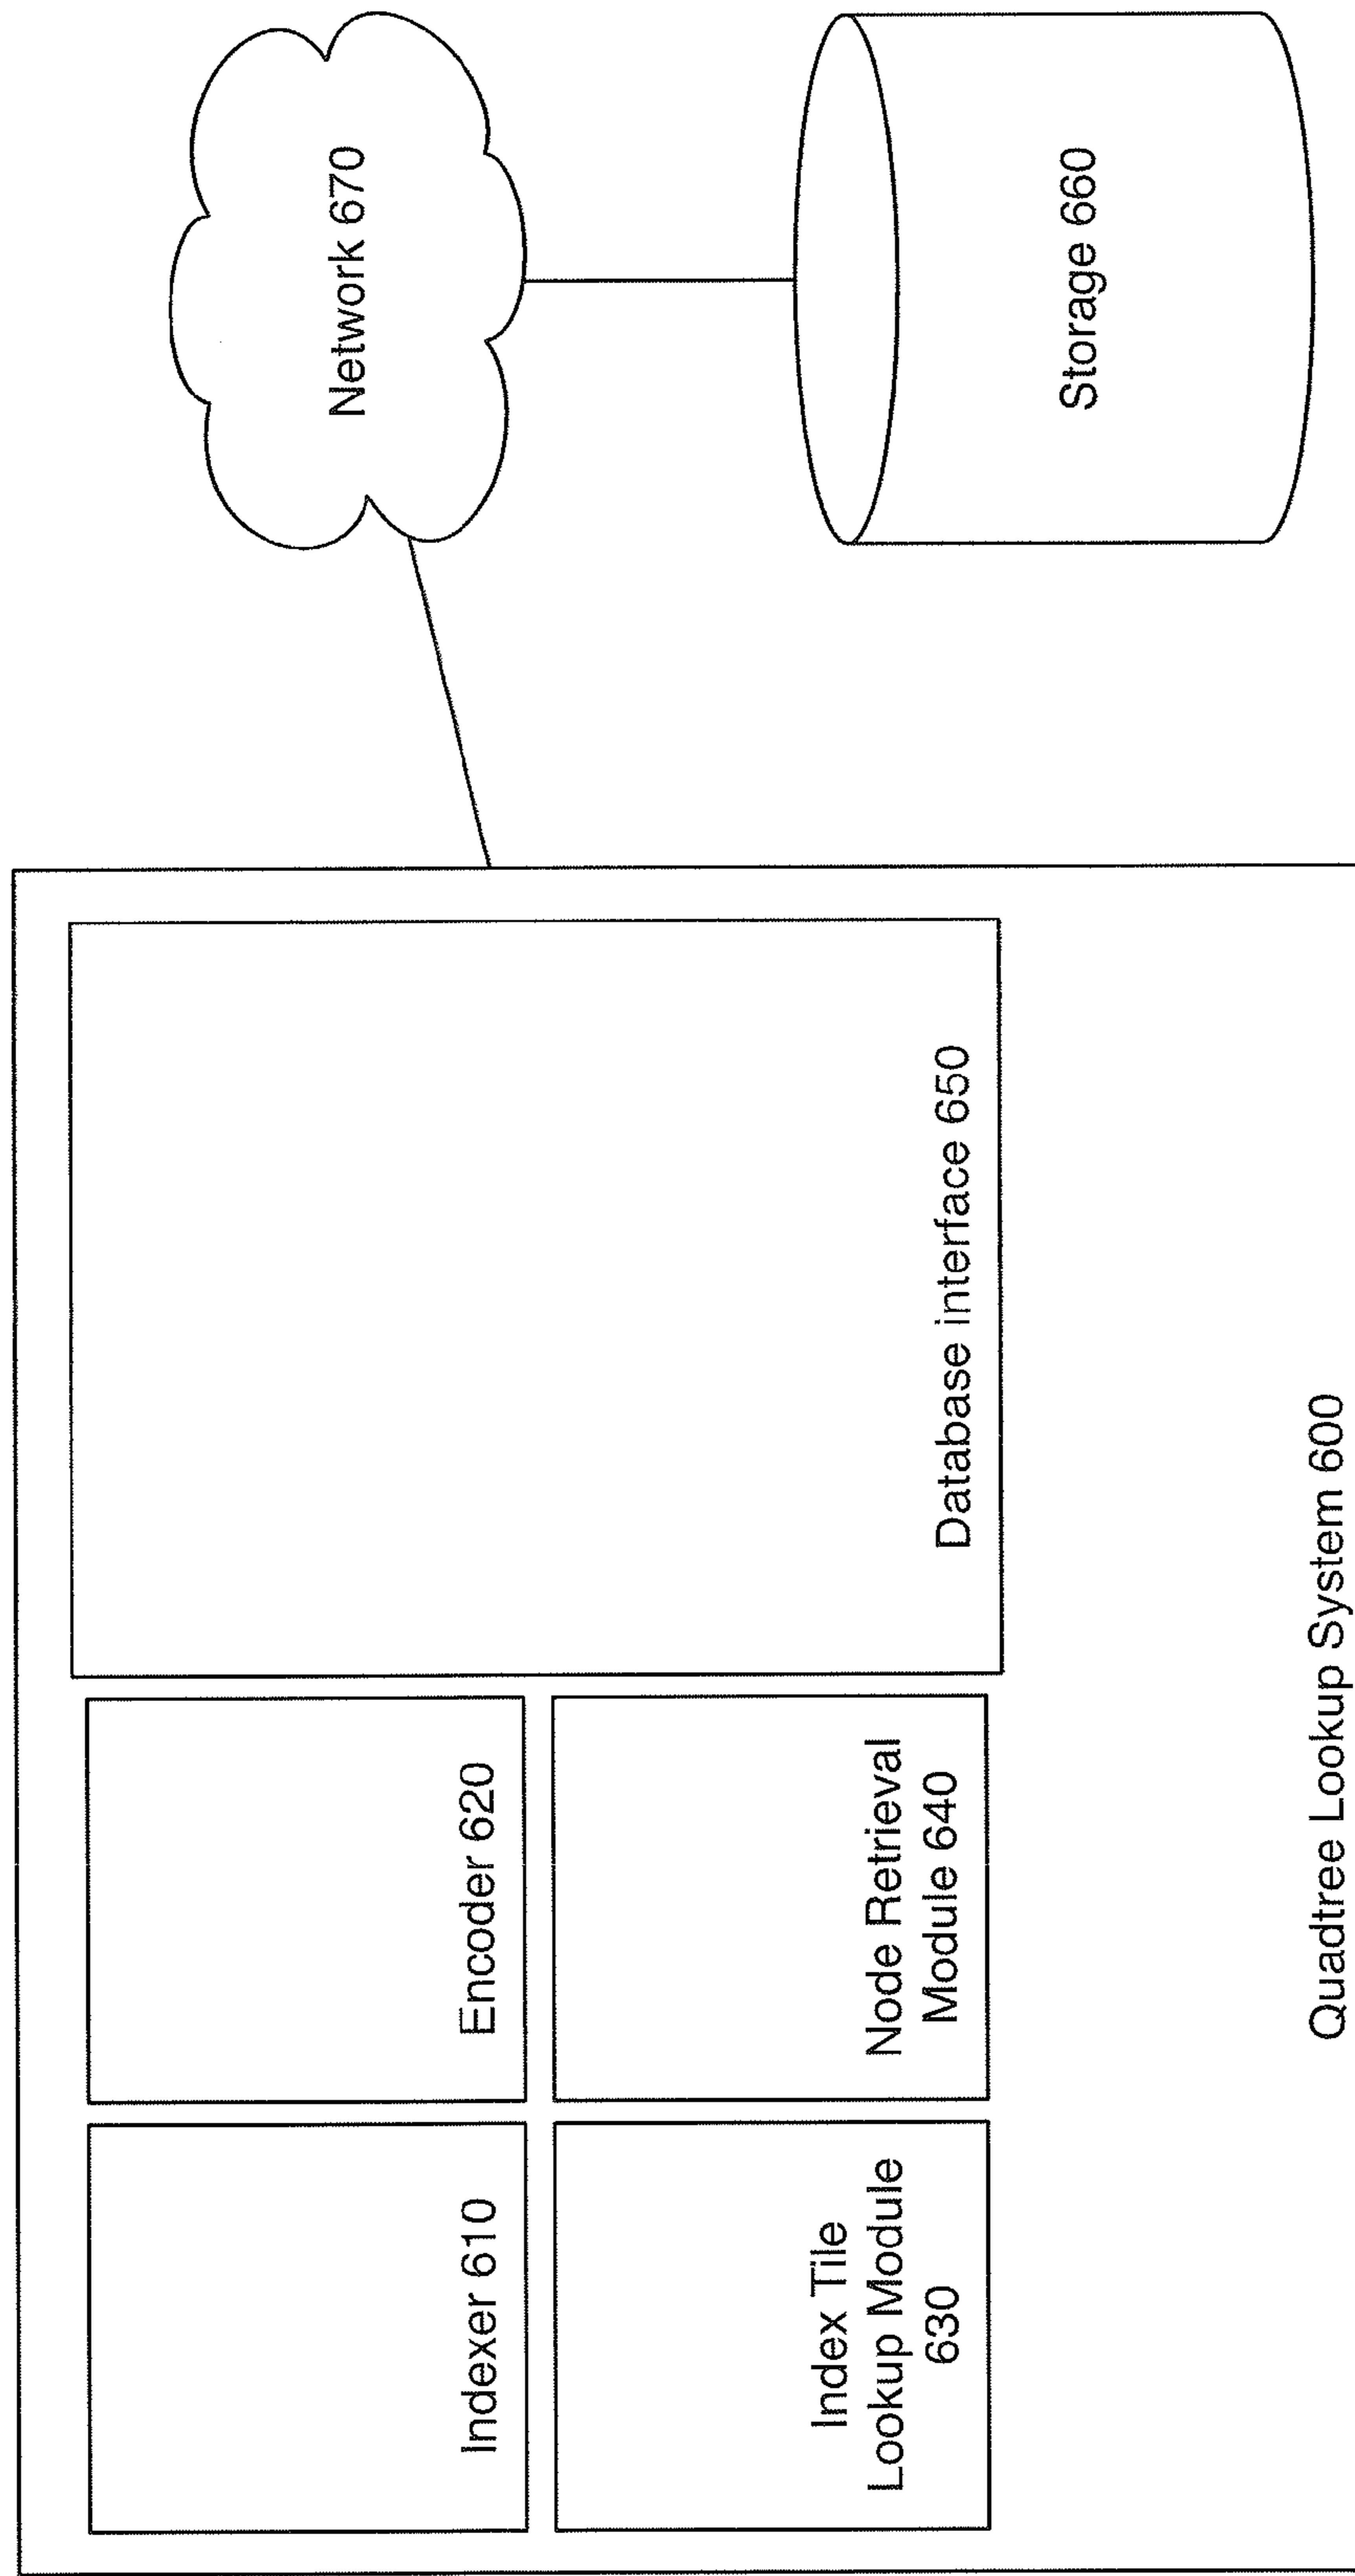 Indexer 610
Encoder 620
Index Tile
Lookup Module
630
Node Retrieval
Module 640
Database interface 650
Network 670
Storage 660
Quadtree Lookup System 600